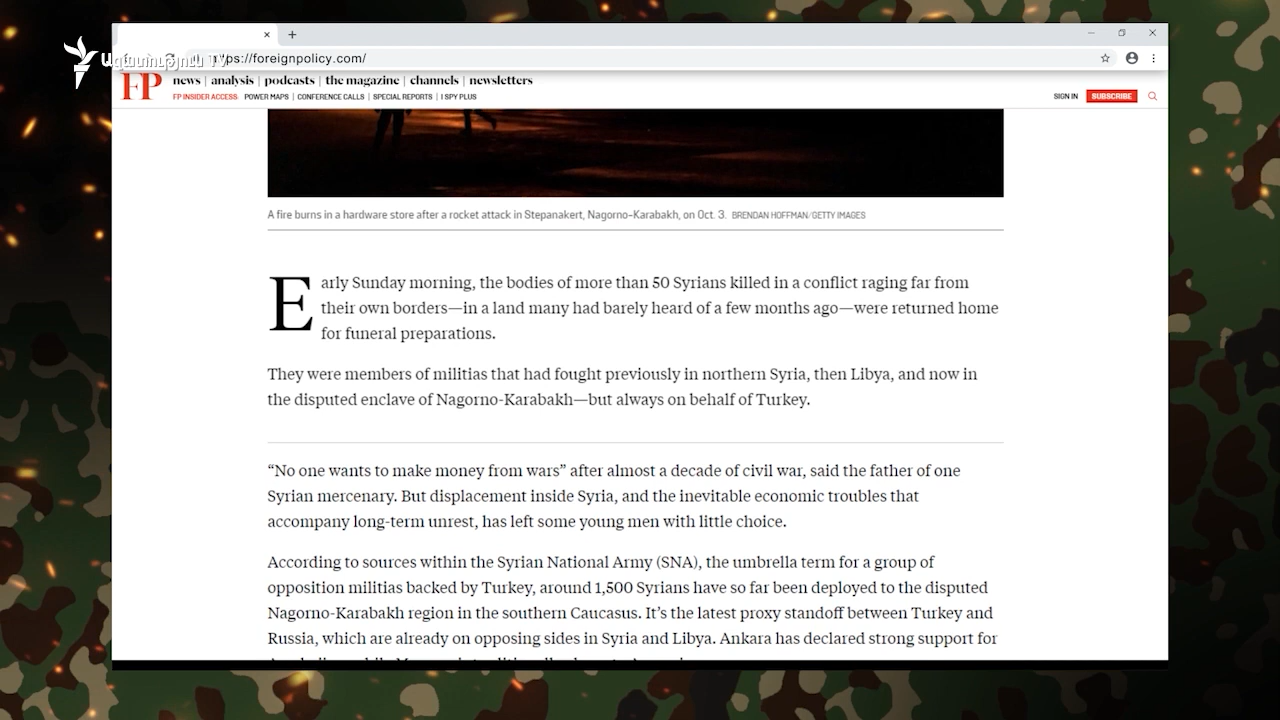 Ազատություն TV
ps://foreignpolicy.com/
FP
news | analysis | podcasts | the magazine | channels | newsletters
FP INSIDER ACCESS: POWER MAPS | CONFERENCE CALLS | SPECIAL REPORTS | I SPY PLUS
SIGN IN SUBSCRIBE
A fire burns in a hardware store after a rocket attack in Stepanakert, Nagorno-Karabakh, on Oct. 3. BRENDAN HOFFMAN/GETTY IMAGES
Early Sunday morning, the bodies of more than 50 Syrians killed in a conflict raging far from
their own borders—in a land many had barely heard of a few months ago—were returned home
for funeral preparations.
They were members of militias that had fought previously in northern Syria, then Libya, and now in
the disputed enclave of Nagorno-Karabakh—but always on behalf of Turkey.
“No one wants to make money from wars” after almost a decade of civil war, said the father of one
Syrian mercenary. But displacement inside Syria, and the inevitable economic troubles that
accompany long-term unrest, has left some young men with little choice.
According to sources within the Syrian National Army (SNA), the umbrella term for a group of
opposition militias backed by Turkey, around 1,500 Syrians have so far been deployed to the disputed
Nagorno-Karabakh region in the southern Caucasus. It’s the latest proxy standoff between Turkey and
Russia, which are already on opposing sides in Syria and Libya. Ankara has declared strong support for